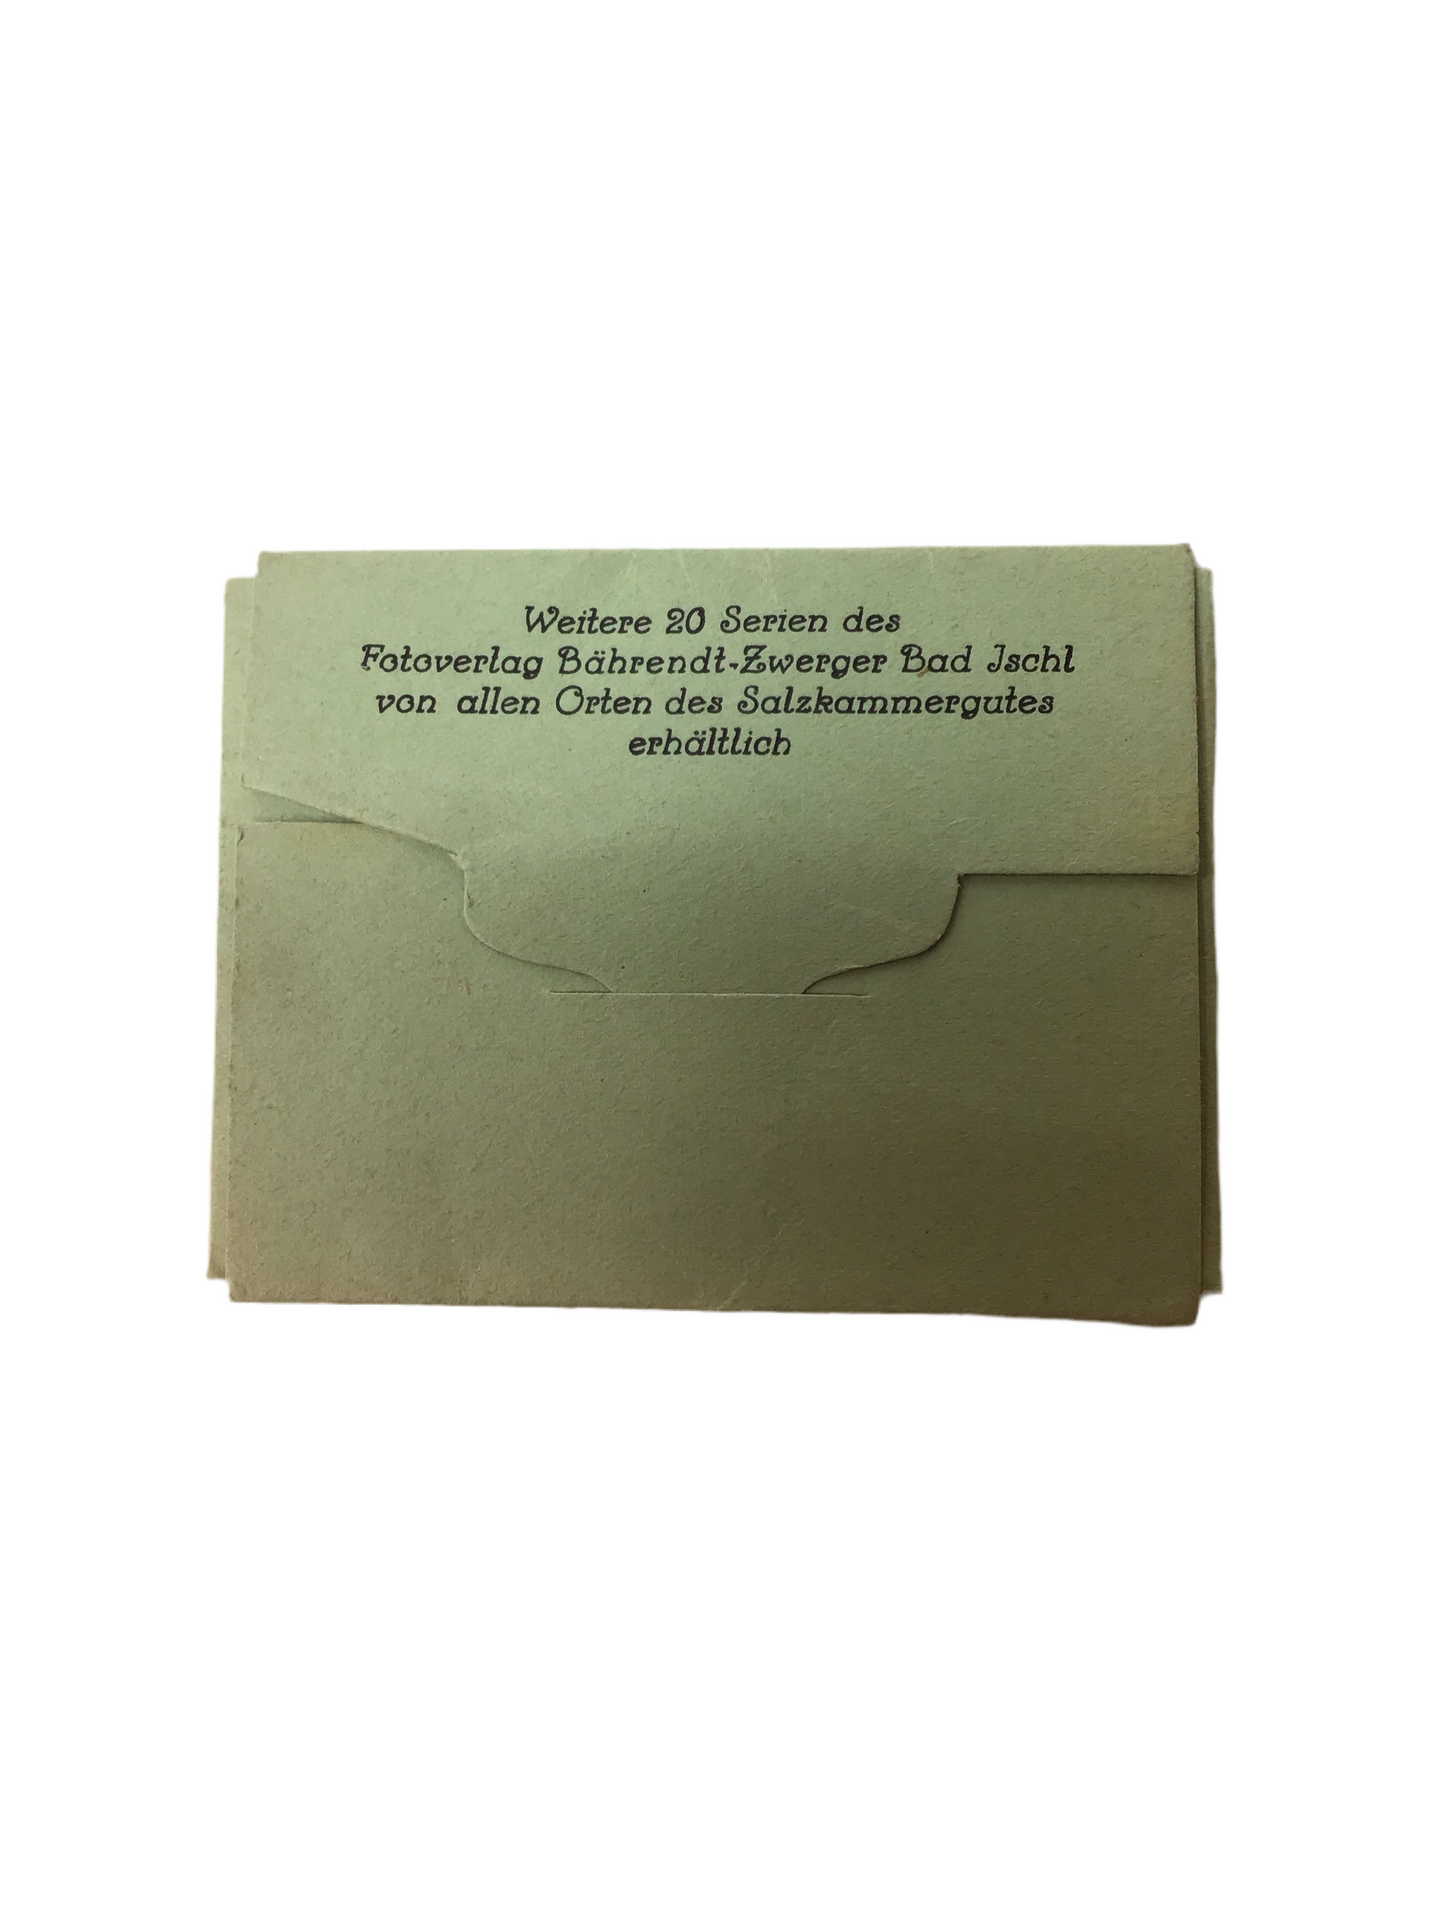 Weitere 20 Serien des
Fotoverlag Bährendt-Zwerger Bad Ischl
von allen Orten des Salzkammergutes
erhältlich